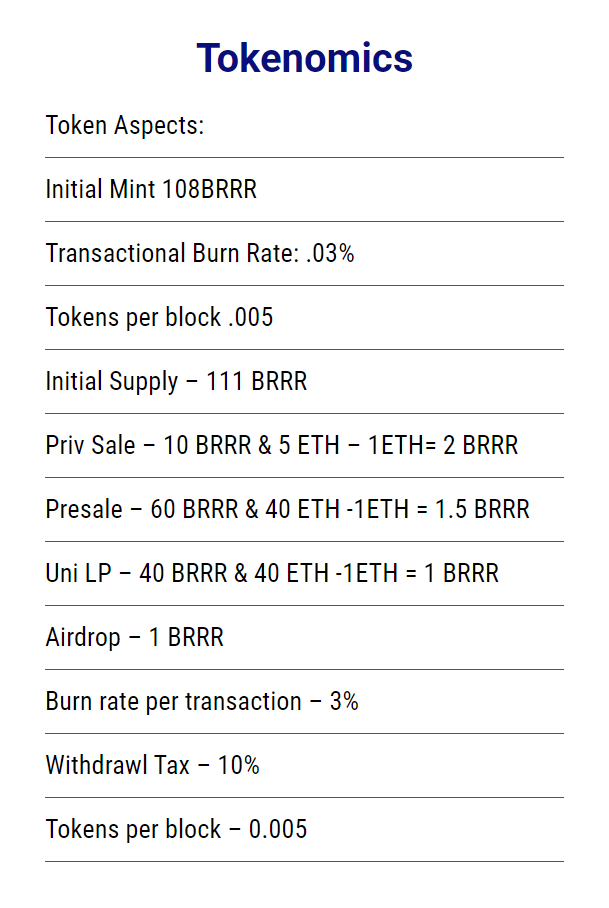 Tokenomics
Token Aspects:
Initial Mint 108BRRR
Transactional Burn Rate: .03%
Tokens per block .005
Initial Supply – 111 BRRR
Priv Sale – 10 BRRR & 5 ETH – 1ETH= 2 BRRR
Presale – 60 BRRR & 40 ETH -1ETH = 1.5 BRRR
Uni LP – 40 BRRR & 40 ETH -1ETH = 1 BRRR
Airdrop – 1 BRRR
Burn rate per transaction – 3%
Withdrawl Tax – 10%
Tokens per block – 0.005